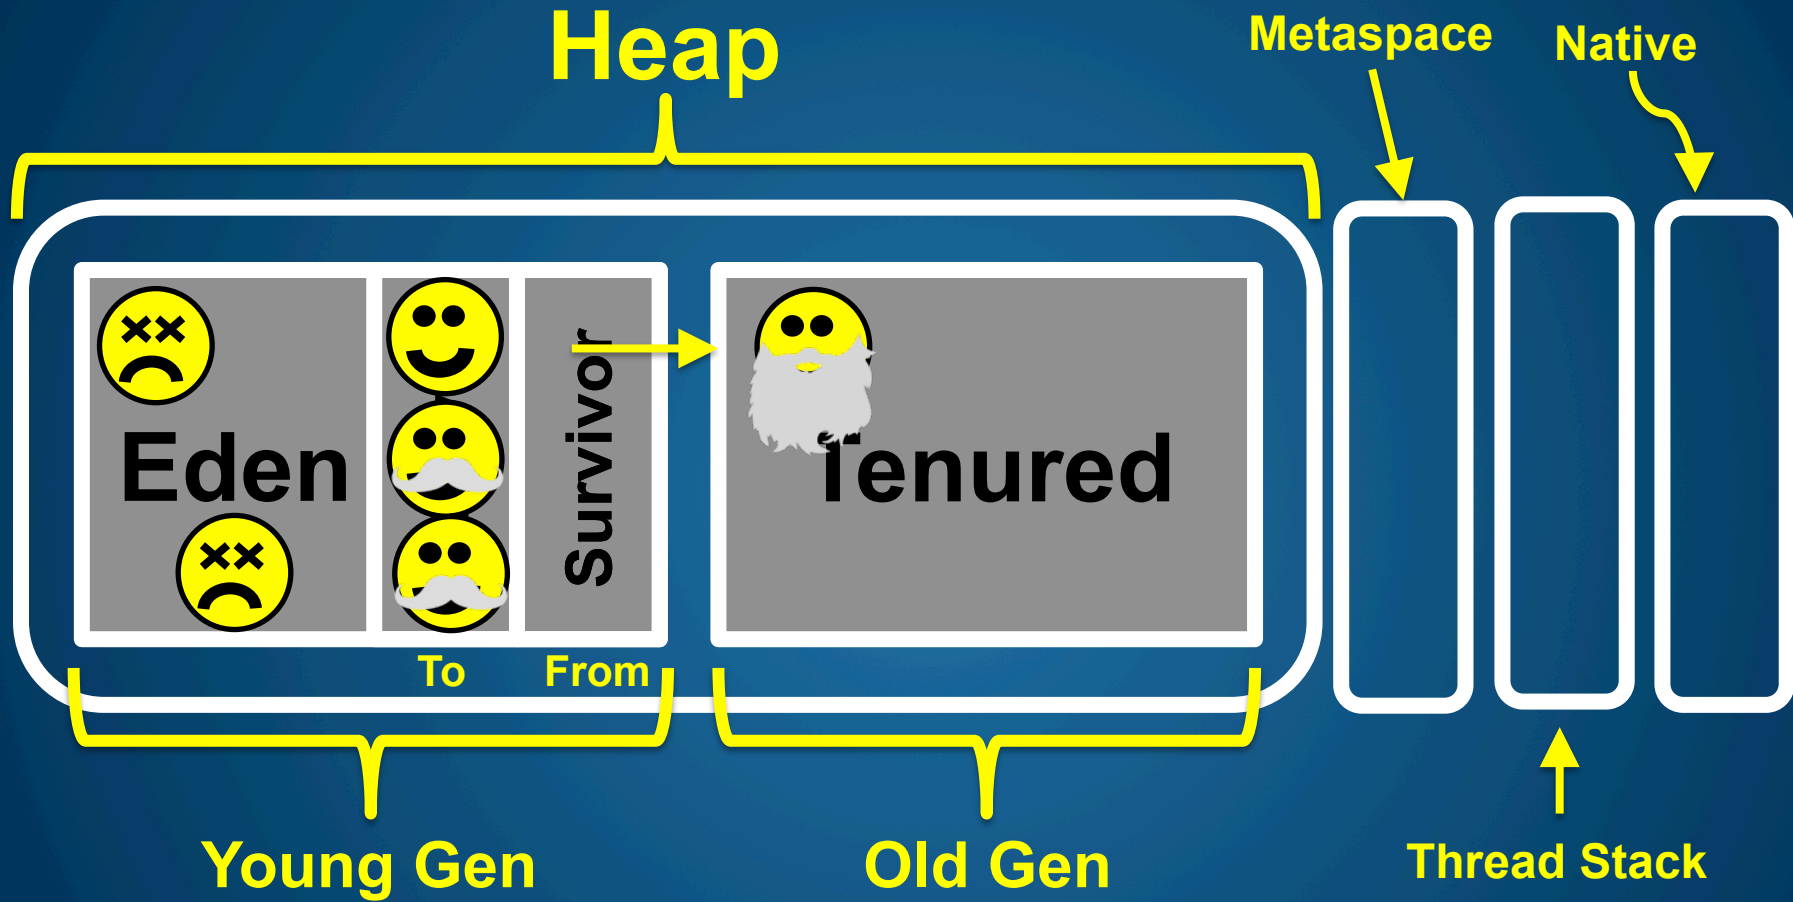 Heap
Metaspace
Native
Eden
Survivor
Tenured
To
From
Young Gen
Old Gen
Thread Stack